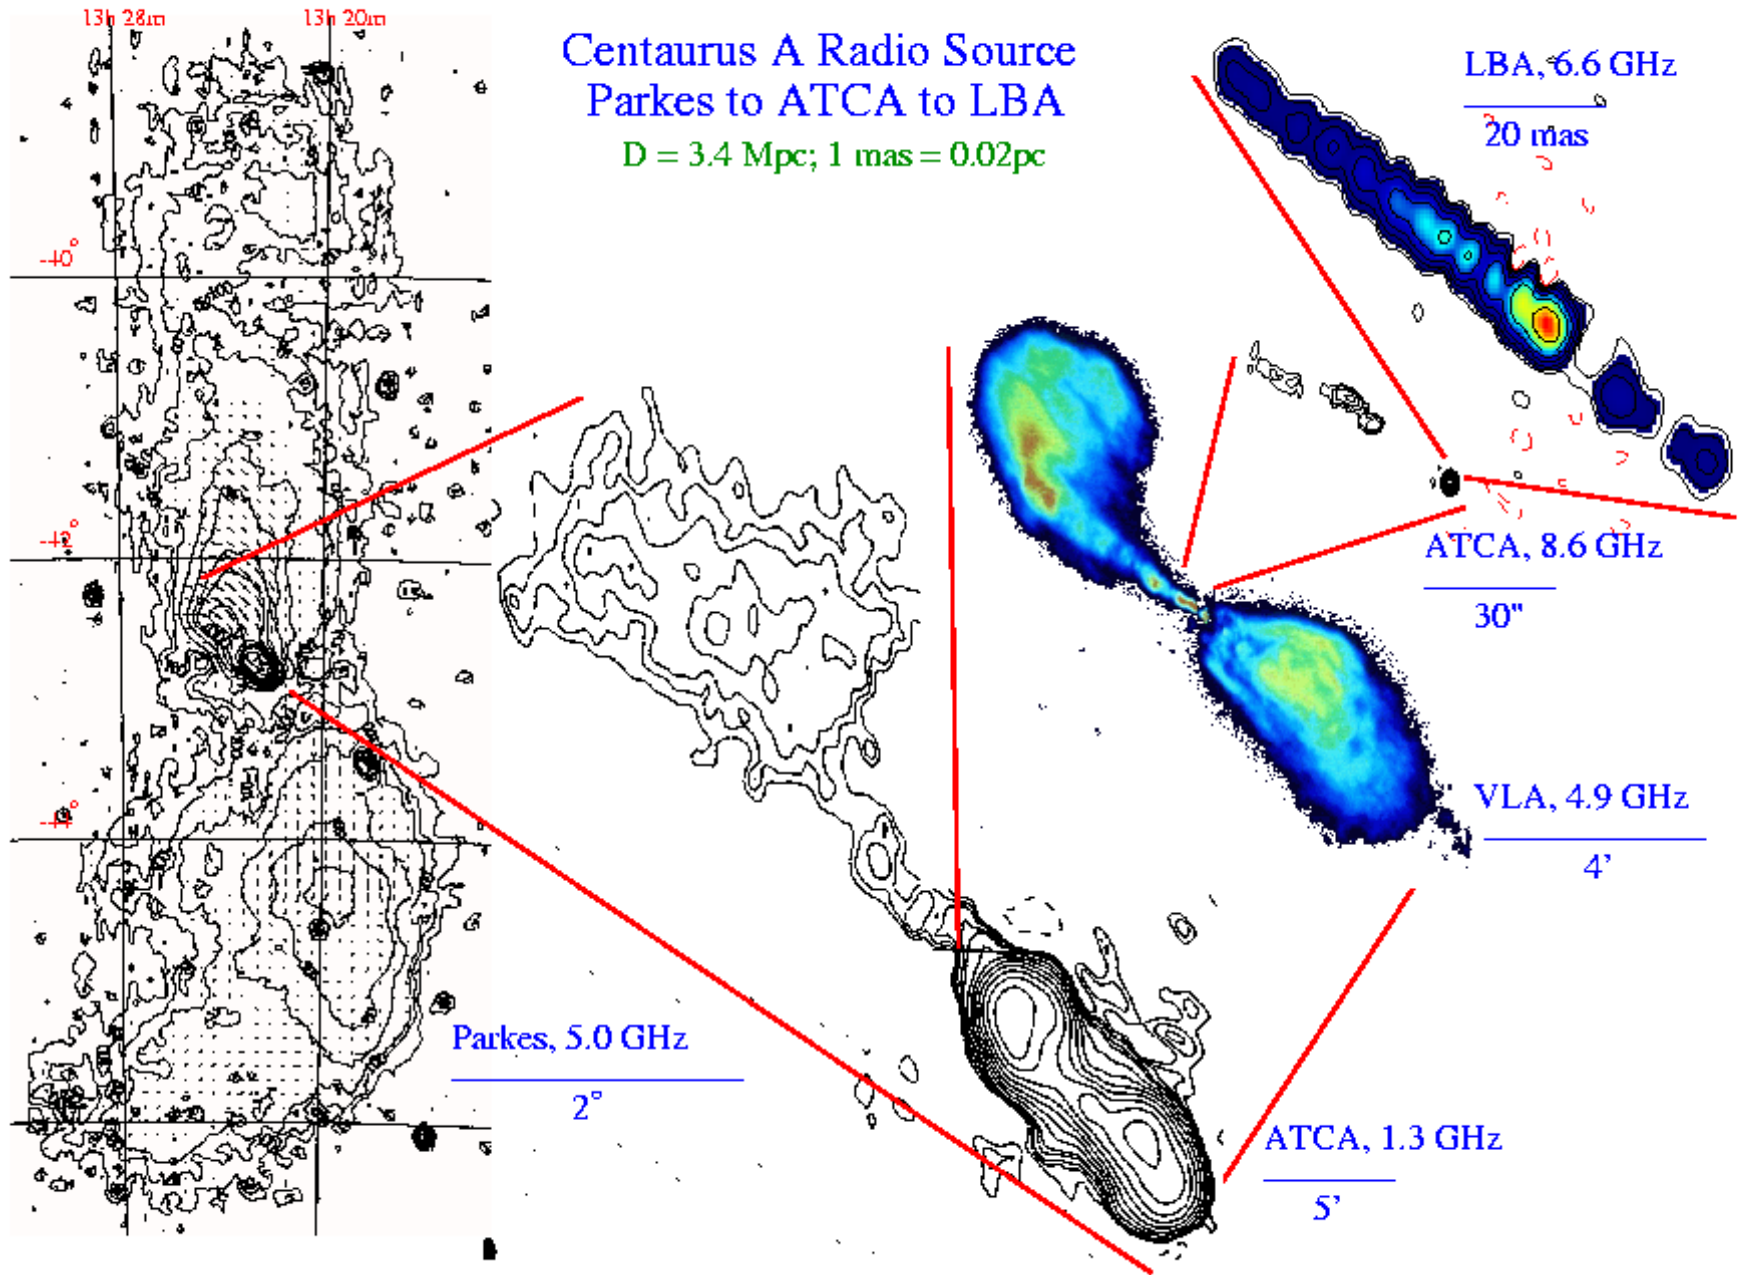 13h 28m
13h 20m
Centaurus A Radio Source
Parkes to ATCA to LBA
D = 3.4 Mpc; 1 mas = 0.02pc
LBA, 6.6 GHz
20 mas
-40°
-42°
ATCA, 8.6 GHz
30"
VLA, 4.9 GHz
4'
-44°
Parkes, 5.0 GHz
2°
ATCA, 1.3 GHz
5'